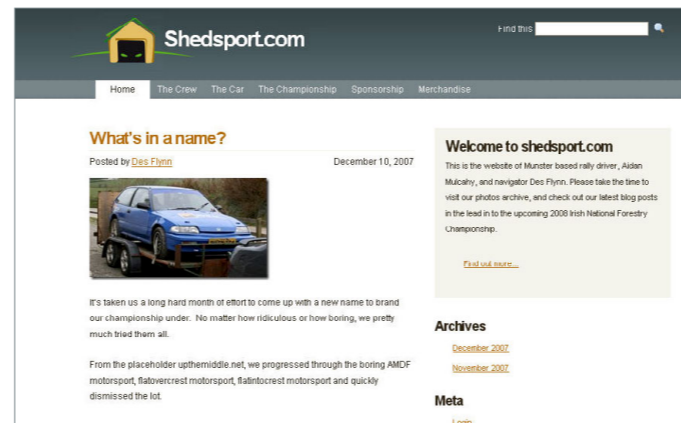 Shedsport.com
Find this
Home The Crew The Car The Championship Sponsorship Merchandise
What's in a name?
Posted by Des Flynn December 10, 2007
It's taken us a long hard month of effort to come up with a new name to brand
our championship under. No matter how ridiculous or how boring, we pretty
much tried them all.
From the placeholder upthemiddle.net, we progressed through the boring AMDF
motorsport, flatovercrest motorsport, flatintocrest motorsport and quickly
dismissed the lot.
Welcome to shedsport.com
This is the website of Munster based rally driver, Aidan
Mulcahy, and navigator Des Flynn. Please take the time to
visit our photos archive, and check out our latest blog posts
in the lead in to the upcoming 2008 Irish National Forestry
Championship.
Find out more...
Archives
December 2007
November 2007
Meta
Login